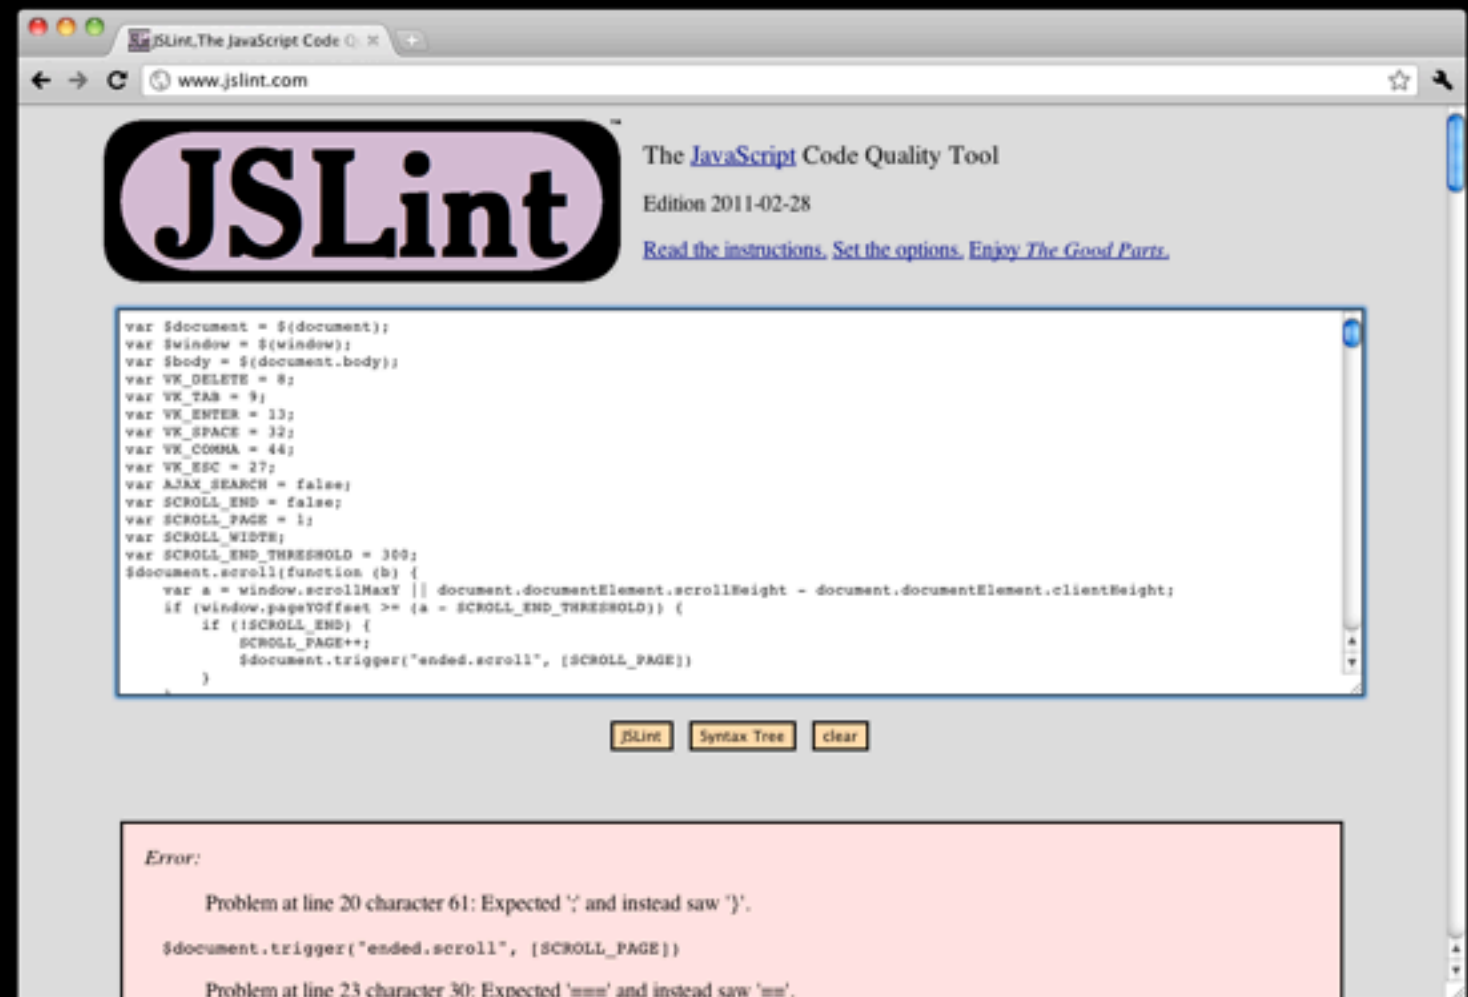 JSLint,The JavaScript Code Q
www.jslint.com
JSLint
The JavaScript Code Quality Tool
Edition 2011-02-28
Read the instructions. Set the options. Enjoy The Good Parts.
var $document = $(document);
var $window = $(window);
var $body = $(document.body);
var VK_DELETE = 8;
var VK_TAB = 9;
var VK_ENTER = 13;
var VK_SPACE = 32;
var VK_COMMA = 44;
var VK_ESC = 27;
var AJAX_SEARCH = false;
var SCROLL_END = false;
var SCROLL_PAGE = 1;
var SCROLL_WIDTH;
var SCROLL_END_THRESHOLD = 300;
$document.scroll(function (b) {
    var a = window.scrollMaxY || document.documentElement.scrollHeight - document.documentElement.clientHeight;
    if (window.pageYOffset >= (a - SCROLL_END_THRESHOLD)) {
        if (!SCROLL_END) {
            SCROLL_PAGE++;
            $document.trigger("ended.scroll", [SCROLL_PAGE])
        }
JSLint Syntax Tree clear
Error:
Problem at line 20 character 61: Expected ';' and instead saw '}'.
$document.trigger("ended.scroll", [SCROLL_PAGE])
Problem at line 23 character 30: Expected '===' and instead saw '=='.